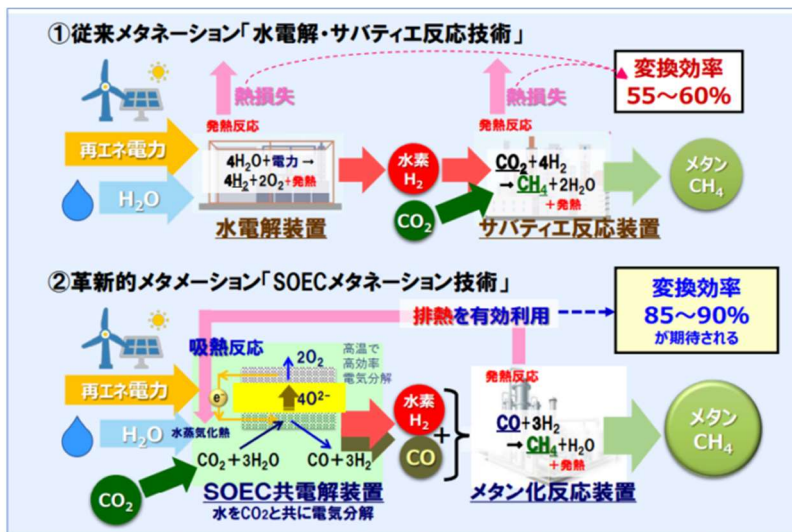 ①従来メタネーション「水電解・サバティエ反応技術」
熱損失
熱損失
変換効率
55～60%
発熱反応
発熱反応
再エネ電力
4H₂O+電力→
4H₂+2O₂+発熱
水素
H₂
CO₂+4H₂
→CH₄+2H₂O
+発熱
メタン
CH₄
H₂O
CO₂
水電解装置
サバティエ反応装置
②革新的メタメーション「SOECメタネーション技術」
排熱を有効利用
変換効率
85～90%
が期待される
吸熱反応
2O₂
高温で
高効率
電気分解
発熱反応
再エネ電力
e⁻
4O²⁻
水素
H₂
CO
+
CO+3H₂
→CH₄+H₂O
+発熱
メタン
CH₄
H₂O
水蒸気化熱
CO₂+3H₂O
CO+3H₂
CO₂
SOEC共電解装置
水をCO₂と共に電気分解
メタン化反応装置